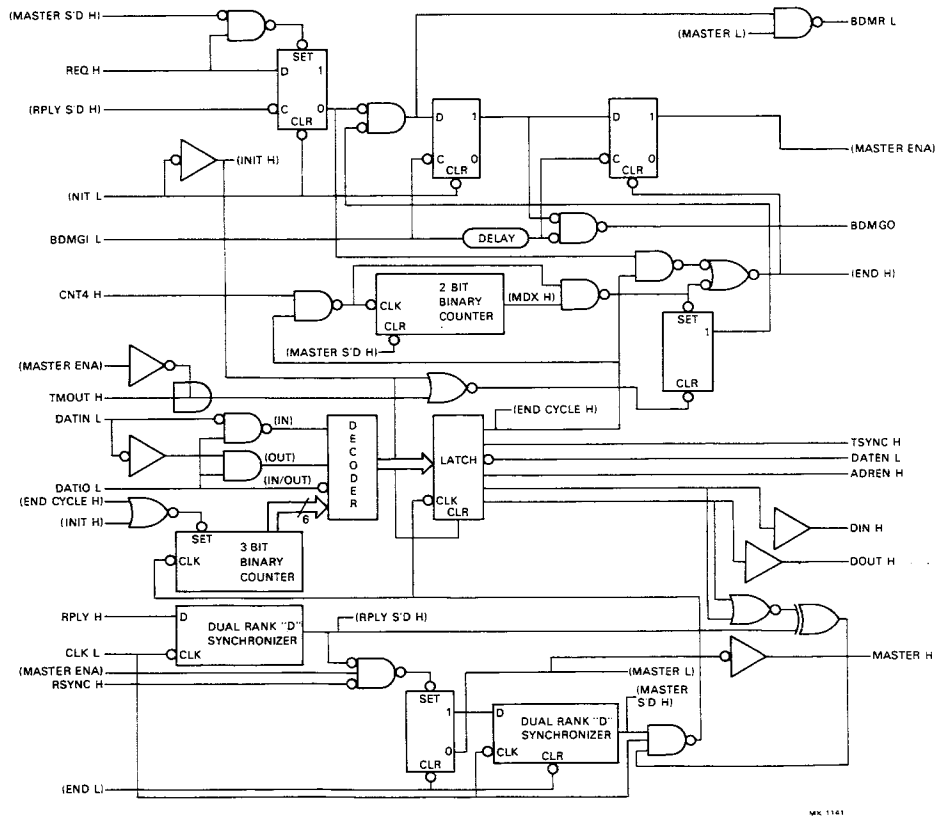 (MASTER S'D H)
BDMR L
(MASTER L)
SET
REQ H
D 1
(RPLY S'D H)
C 0
CLR
D 1
C 0
CLR
D 1
C 0
CLR
(MASTER ENA)
(INIT H)
(NIT L
BDMGI L
DELAY
BDMGO
(END H)
CNT4 H
CLK
2 BIT
BINARY
COUNTER
CLR
(MDX H)
SET
1
CLR
(MASTER S'D H)
(MASTER ENA)
TMOUT H
DATIN L
(IN)
(OUT)
(IN/OUT)
DATIO L
DECODER
LATCH
CLK
CLR
(END CYCLE H)
TSYNC H
DATEN L
ADREN H
DIN H
DOUT H
(END CYCLE H)
(INIT H)
6
SET
CLK
3 BIT
BINARY
COUNTER
RPLY H
D
DUAL RANK "D"
SYNCHRONIZER
CLK
(RPLY S'D H)
CLK L
(MASTER ENA)
RSYNC H
MASTER H
(MASTER L)
(MASTER
S'D H)
SET
1
0
CLR
D
DUAL RANK "D"
SYNCHRONIZER
CLK
CLR
(END L)
MK 1141